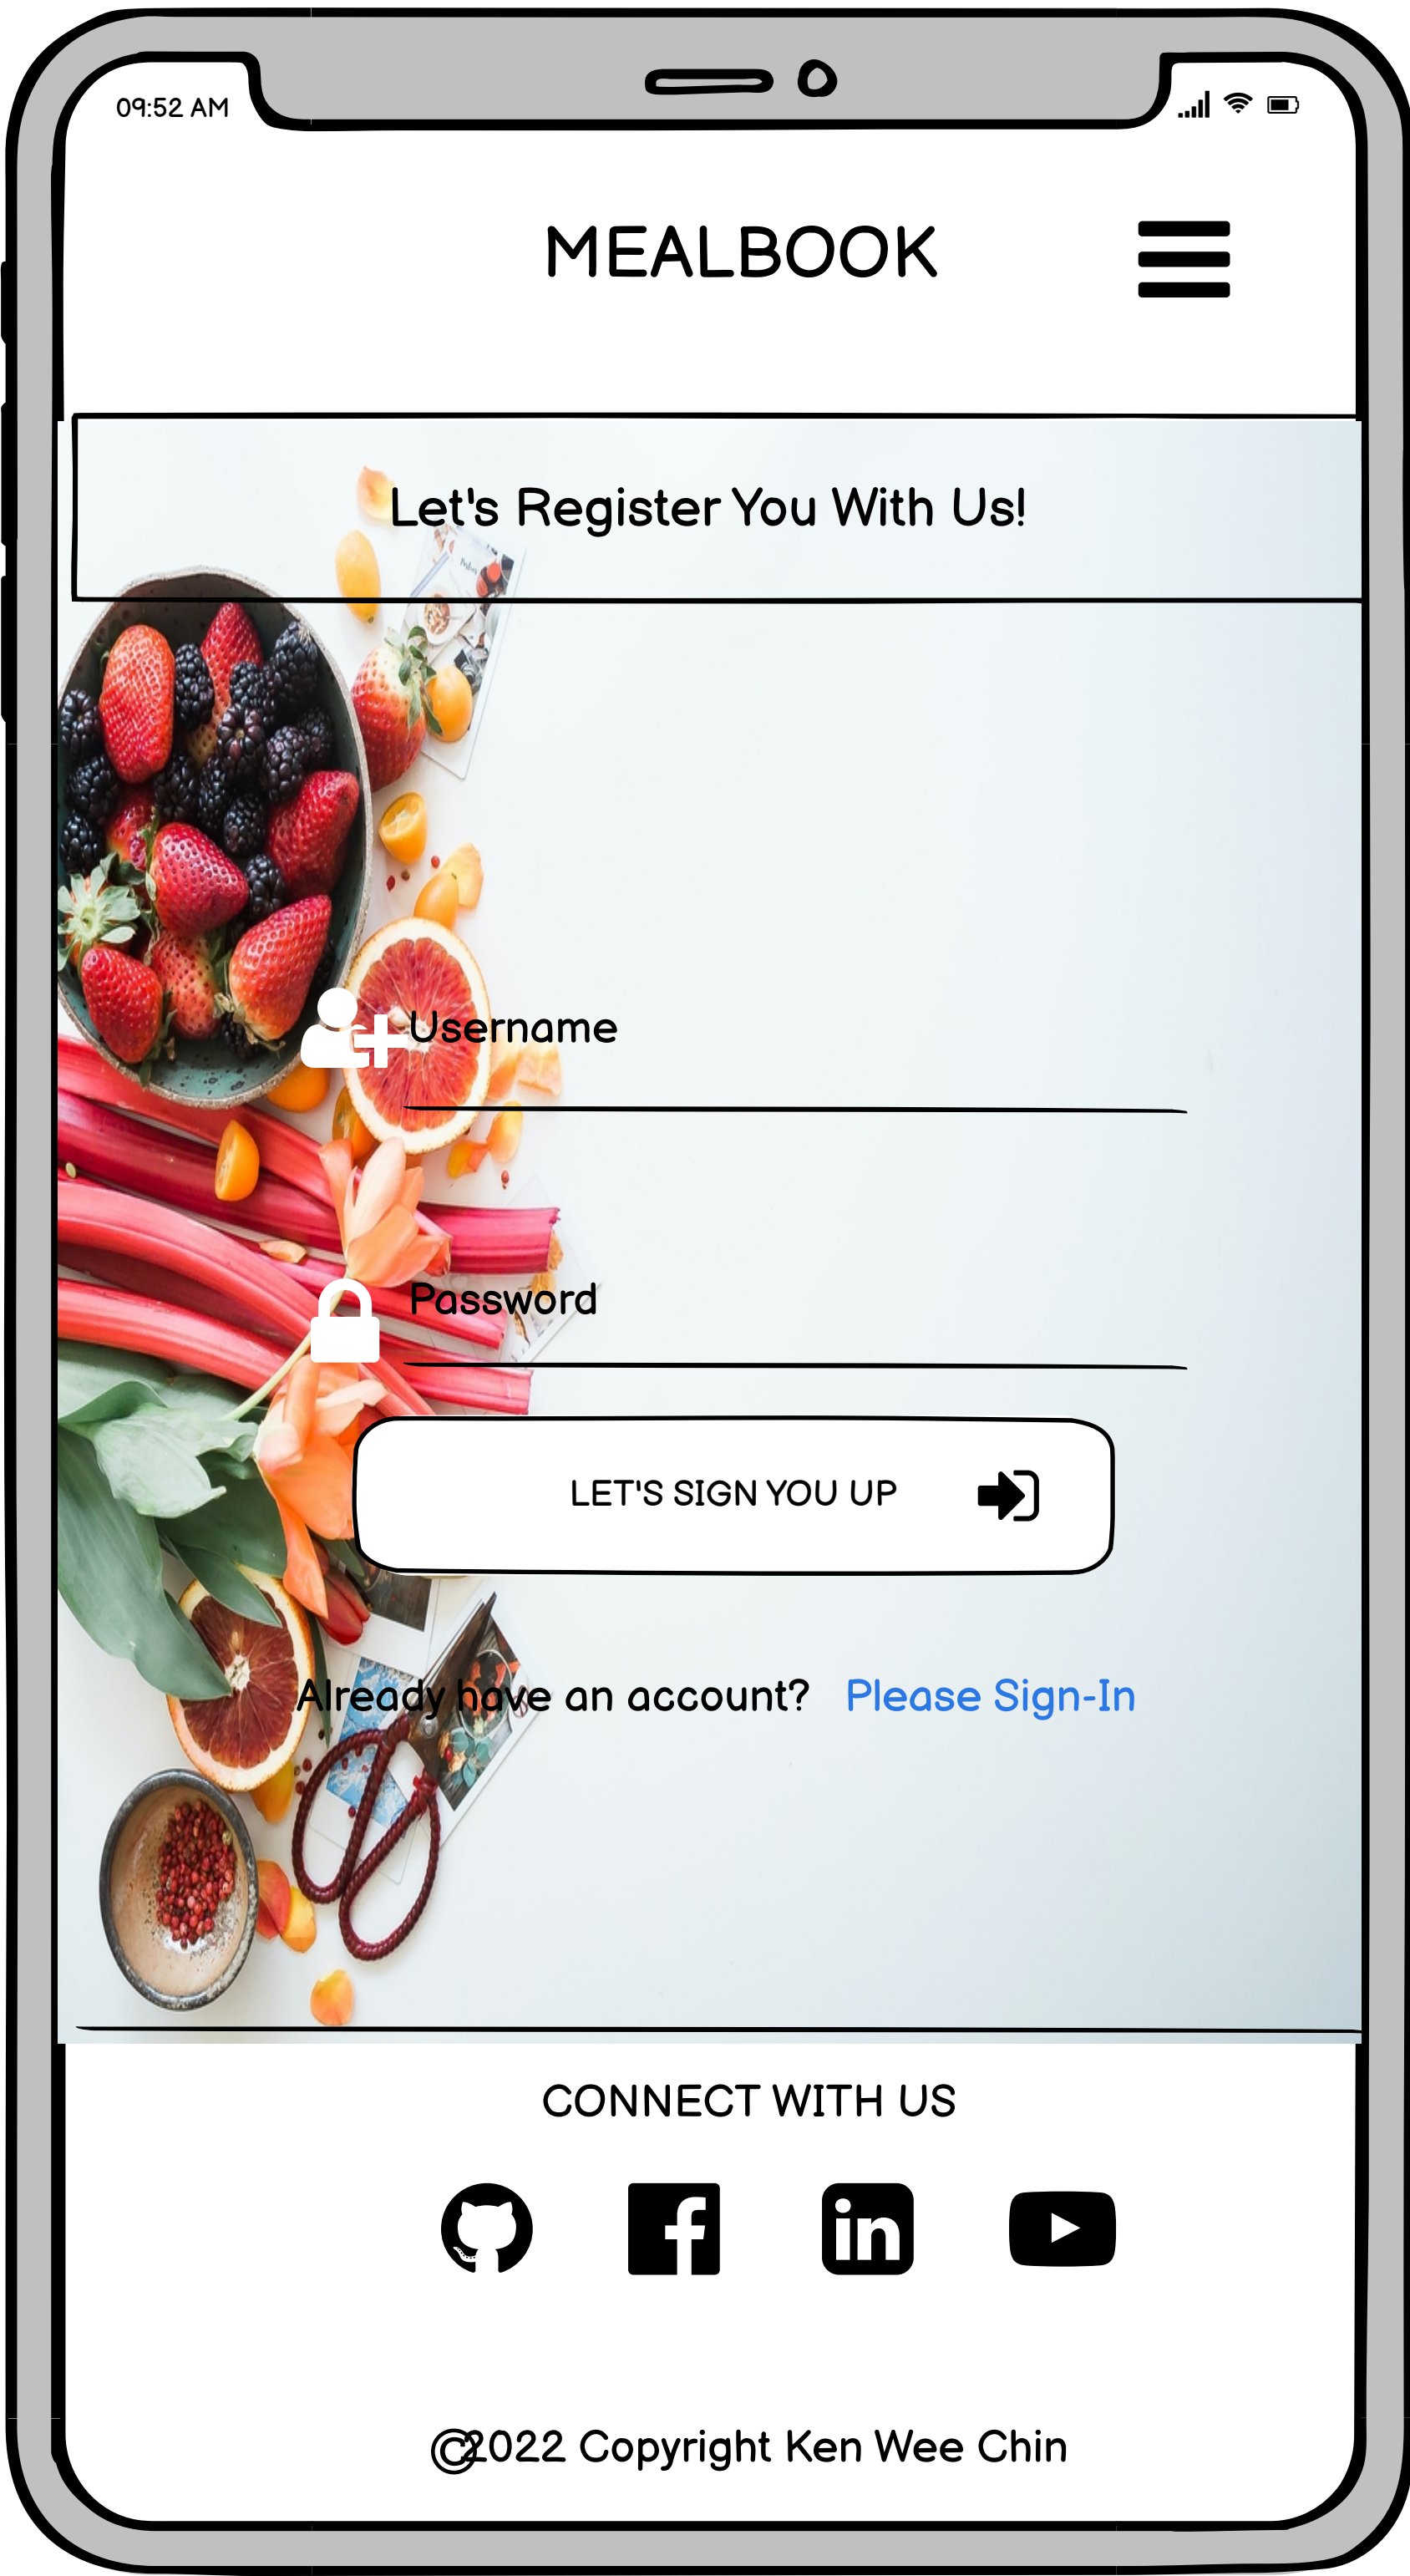 09:52 AM
MEALBOOK
Let's Register You With Us!
Username
Password
LET'S SIGN YOU UP
Already have an account? Please Sign-In
CONNECT WITH US
©2022 Copyright Ken Wee Chin